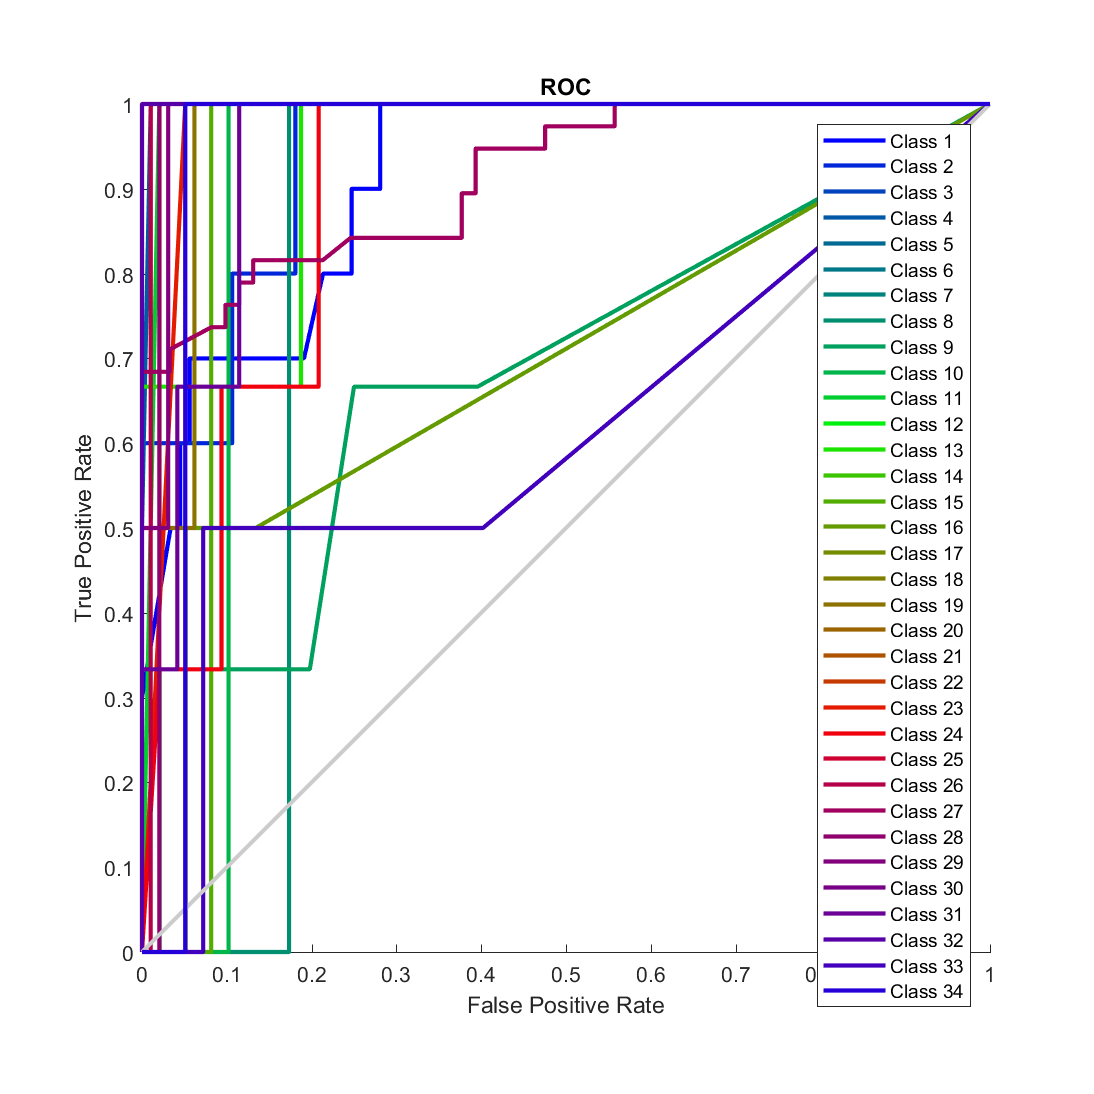 ROC
True Positive Rate
1
0.9
0.8
0.7
0.6
0.5
0.4
0.3
0.2
0.1
0
0 0.1 0.2 0.3 0.4 0.5 0.6 0.7 0 1
False Positive Rate
Class 1
Class 2
Class 3
Class 4
Class 5
Class 6
Class 7
Class 8
Class 9
Class 10
Class 11
Class 12
Class 13
Class 14
Class 15
Class 16
Class 17
Class 18
Class 19
Class 20
Class 21
Class 22
Class 23
Class 24
Class 25
Class 26
Class 27
Class 28
Class 29
Class 30
Class 31
Class 32
Class 33
Class 34